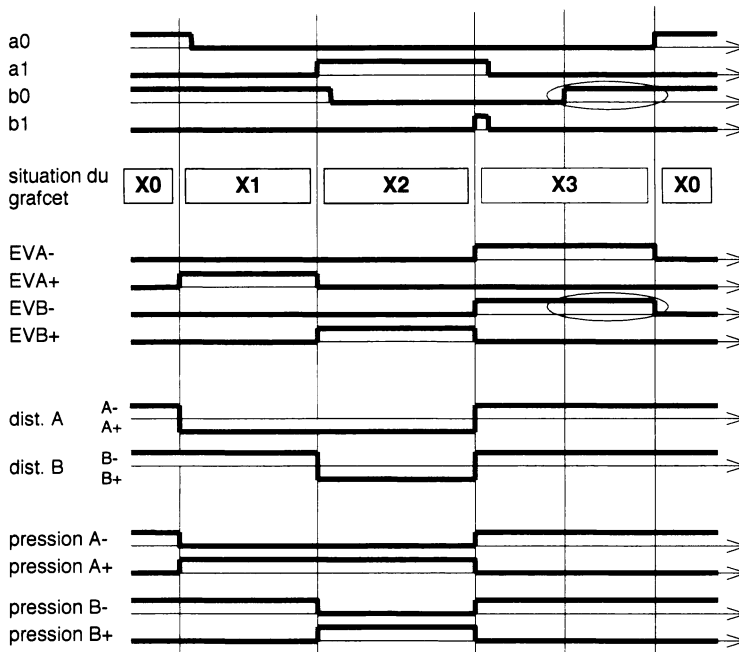 a0
a1
b0
b1
situation du
grafcet
X0 X1 X2 X3 X0
EVA-
EVA+
EVB-
EVB+
dist. A A-
A+
dist. B B-
B+
pression A-
pression A+
pression B-
pression B+